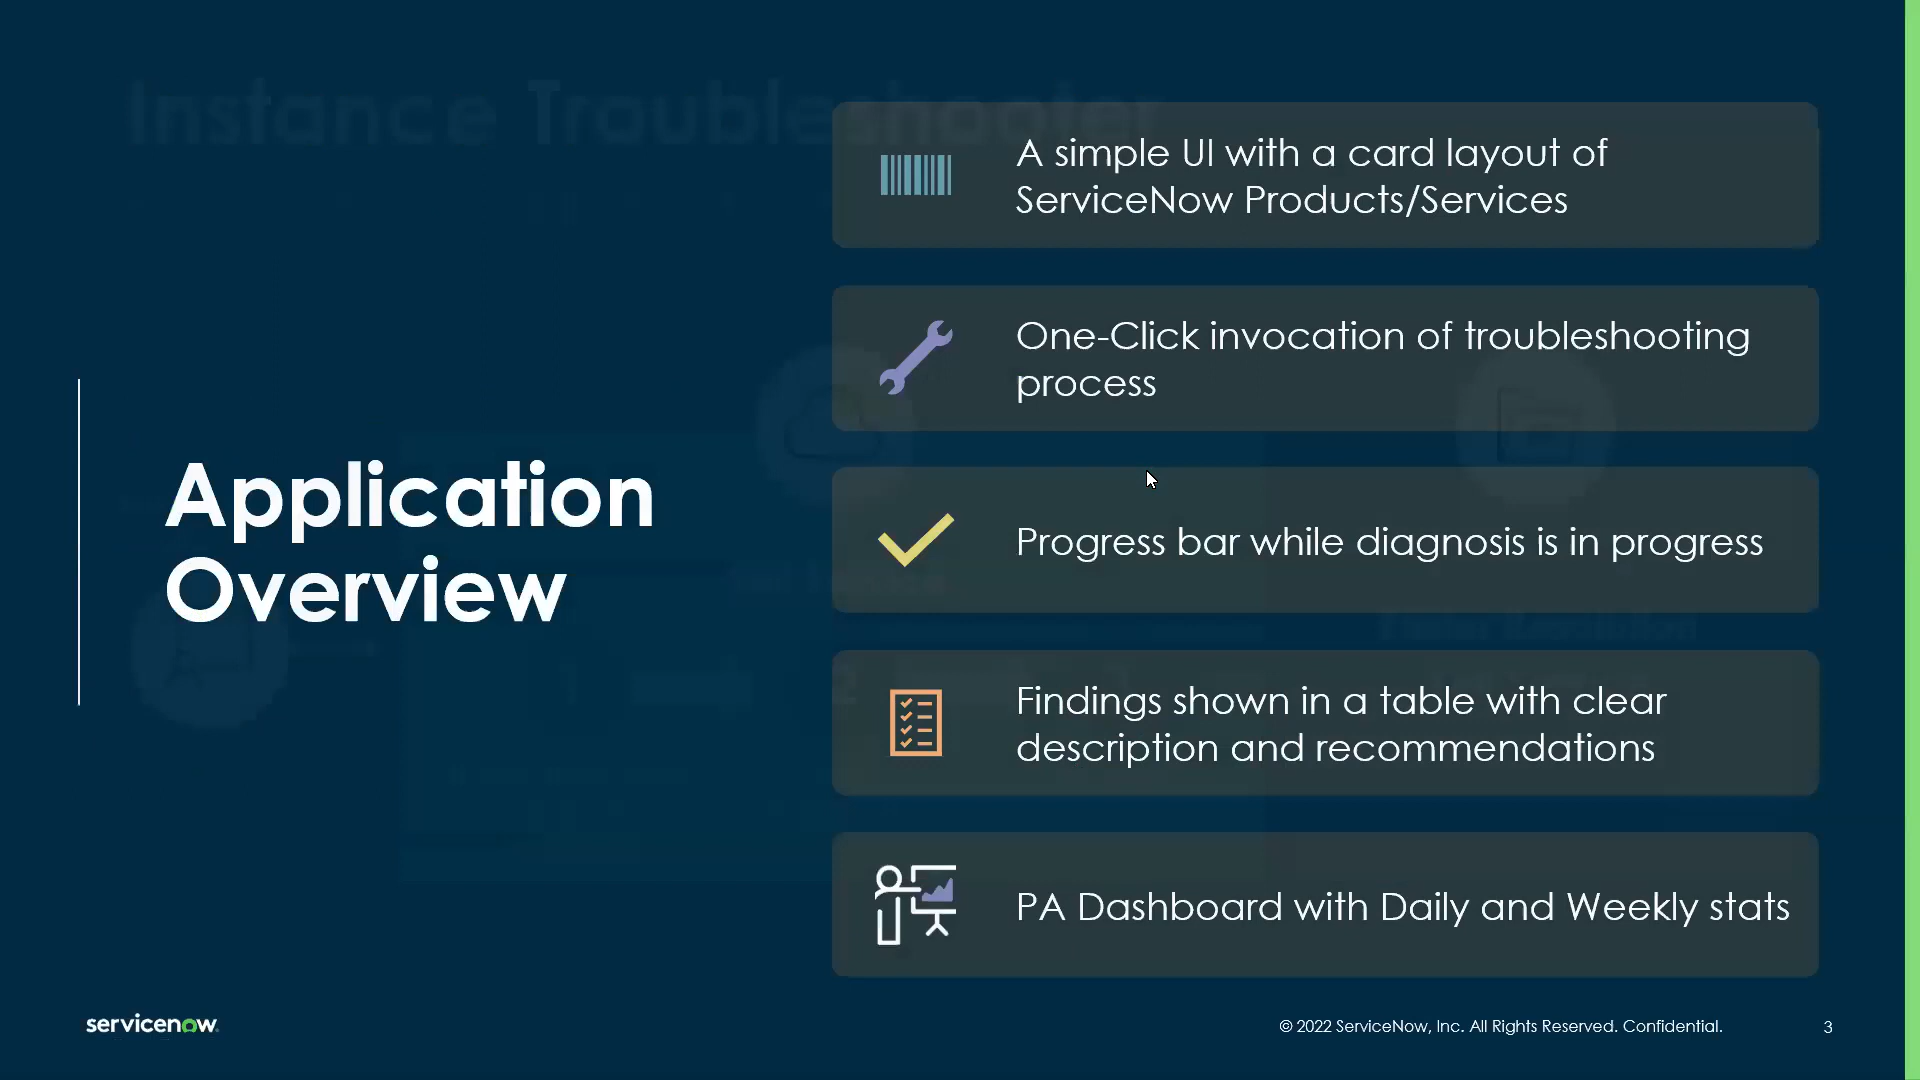 Instance Troubleshooter
A simple UI with a card layout of
ServiceNow Products/Services
One-Click invocation of troubleshooting
process
Progress bar while diagnosis is in progress
Application
Overview
Findings shown in a table with clear
description and recommendations
PA Dashboard with Daily and Weekly stats
servicenow
© 2022 ServiceNow, Inc. All Rights Reserved. Confidential.
3